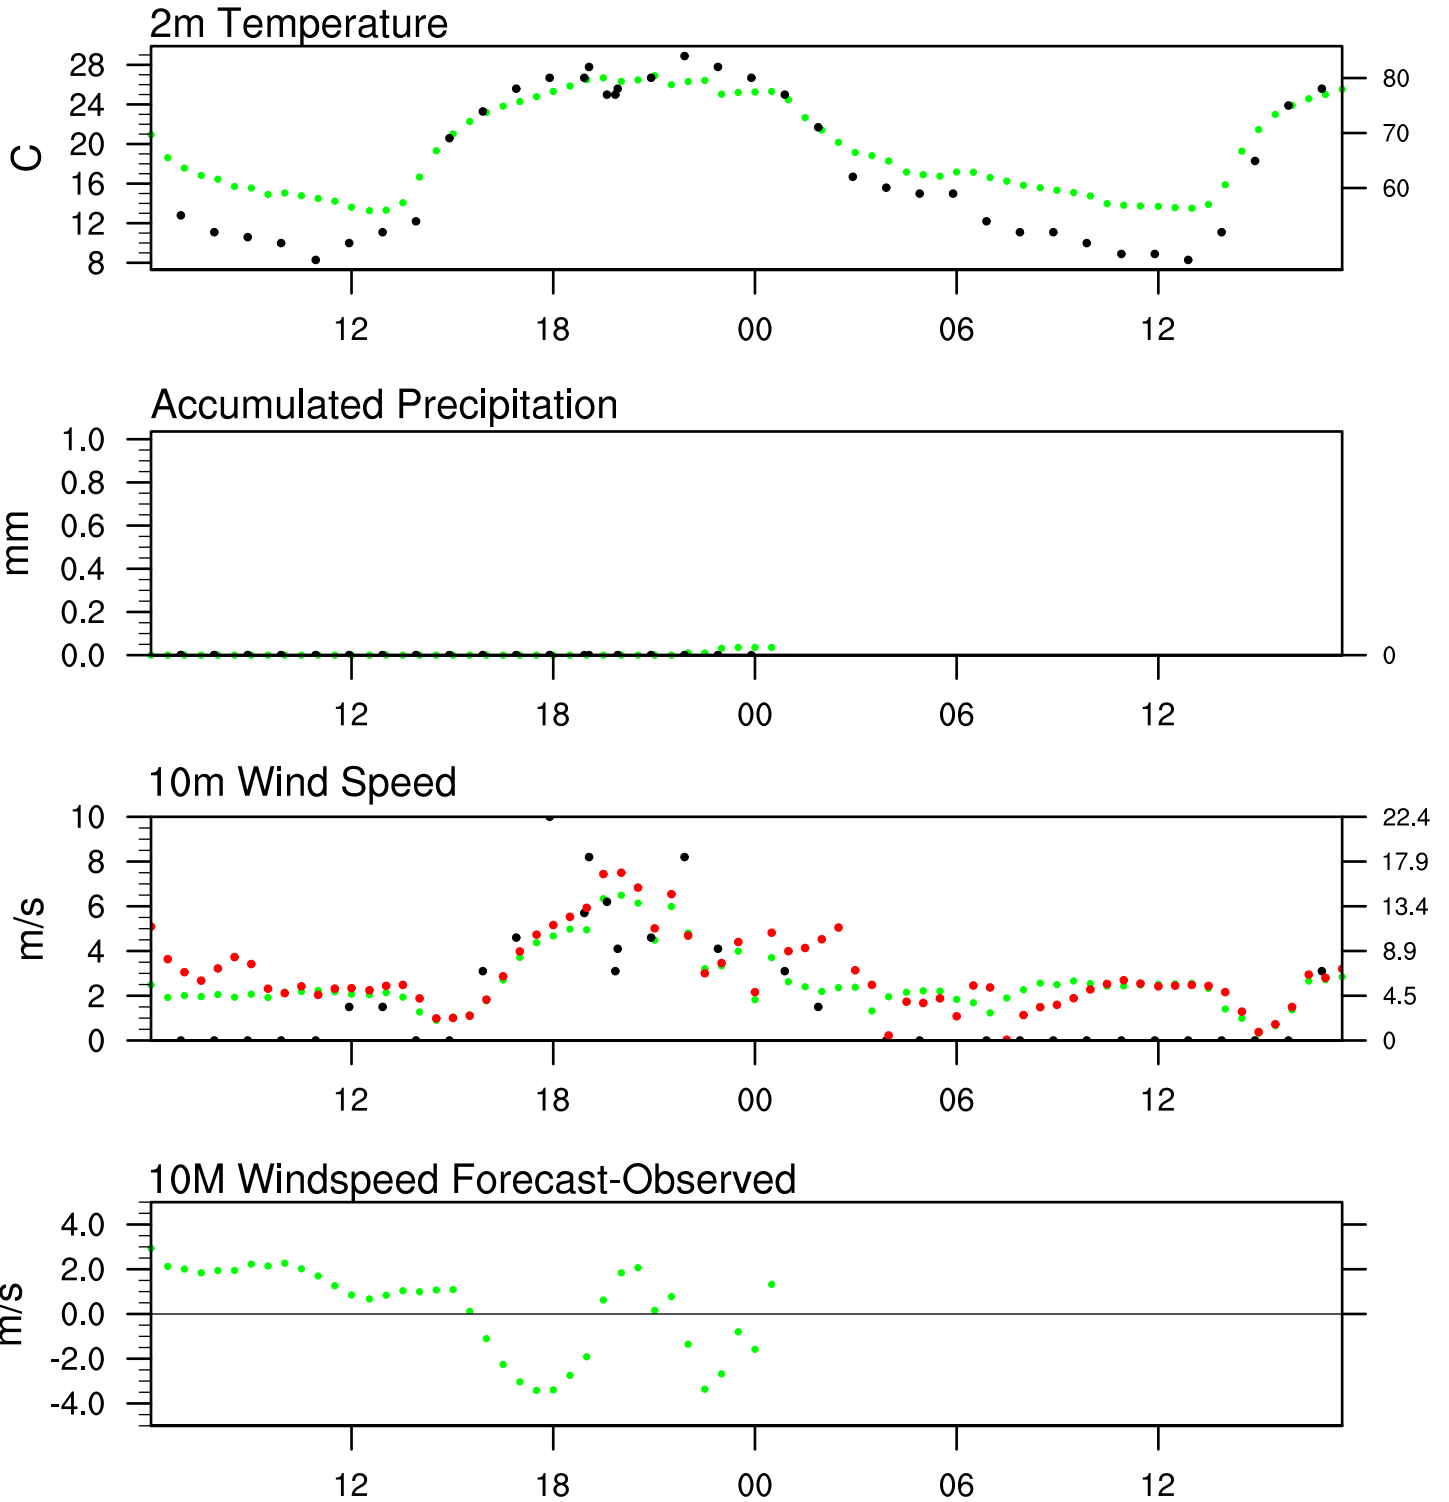 2m Temperature
28
24
20
16
12
8
C
80
70
60
12 18 00 06 12
Accumulated Precipitation
1.0
0.8
0.6
0.4
0.2
0.0
mm
0
12 18 00 06 12
10m Wind Speed
10
8
6
4
2
0
m/s
22.4
17.9
13.4
8.9
4.5
0
12 18 00 06 12
10M Windspeed Forecast-Observed
4.0
2.0
0.0
-2.0
-4.0
m/s
12 18 00 06 12